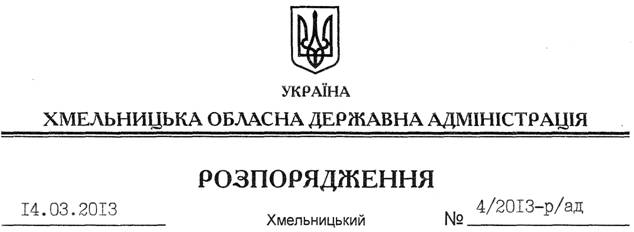 УКРАЇНА
ХМЕЛЬНИЦЬКА ОБЛАСНА ДЕРЖАВНА АДМІНІСТРАЦІЯ
РОЗПОРЯДЖЕННЯ
14.03.2013 Хмельницький № 4/2013-р/ад